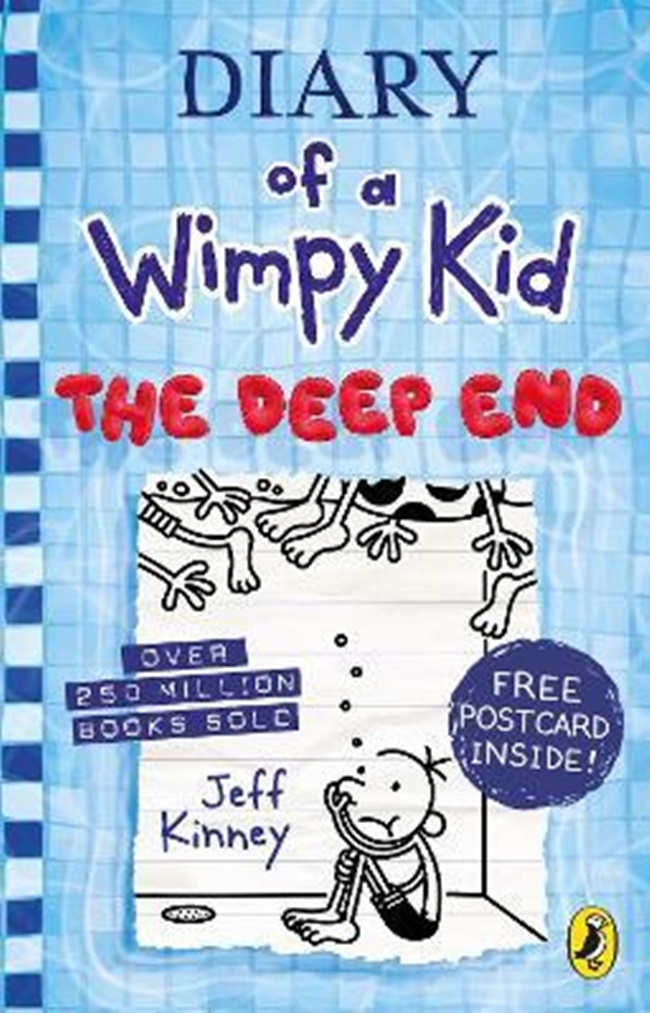 DIARY
of a
Wimpy Kid
THE DEEP END
OVER
250 MILLION
BOOKS SOLD
FREE
POSTCARD
INSIDE!
Jeff
Kinney